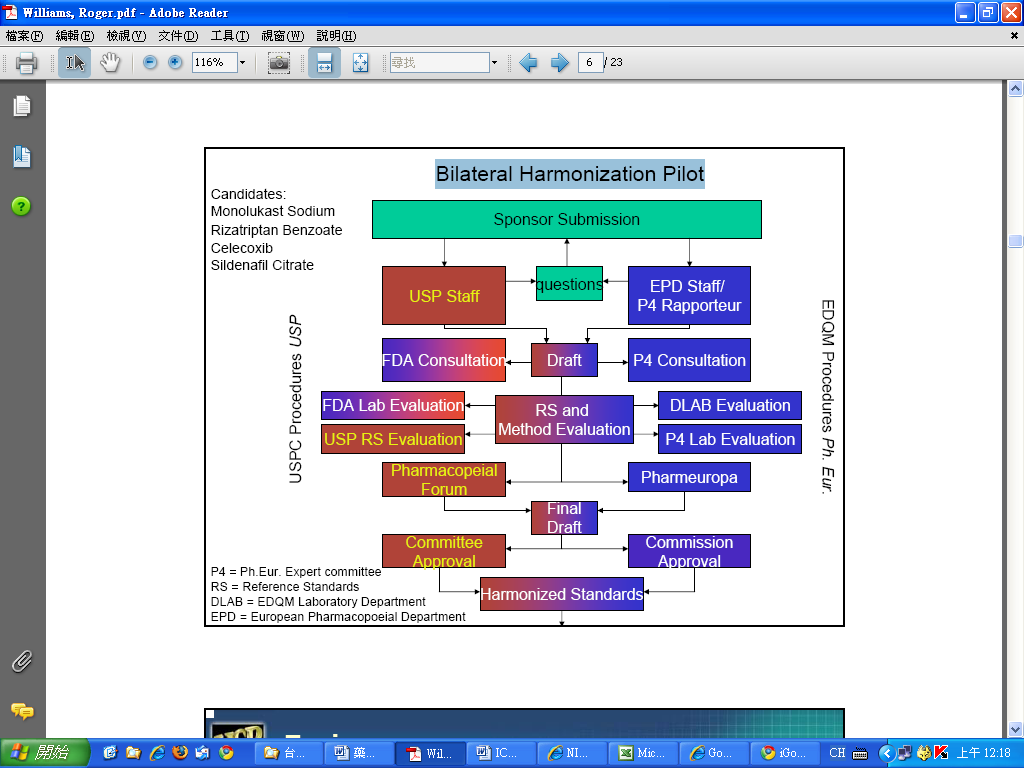 Williams, Roger.pdf - Adobe Reader
檔案(F) 編輯(E) 檢視(V) 文件(D) 工具(T) 視窗(W) 說明(H)
116% 尋找 6 / 23
Bilateral Harmonization Pilot
Candidates:
Monolukast Sodium
Rizatriptan Benzoate
Celecoxib
Sildenafil Citrate
Sponsor Submission
USP Staff
questions
EPD Staff/
P4 Rapporteur
USPC Procedures USP
EDQM Procedures Ph. Eur.
FDA Consultation
Draft
P4 Consultation
FDA Lab Evaluation
RS and
Method Evaluation
DLAB Evaluation
USP RS Evaluation
P4 Lab Evaluation
Pharmacopeial
Forum
Pharmeuropa
Final
Draft
Committee
Approval
Commission
Approval
Harmonized Standards
P4 = Ph.Eur. Expert committee
RS = Reference Standards
DLAB = EDQM Laboratory Department
EPD = European Pharmacopoeial Department
開始 台... 藥... Wil... IC... NI... Mic... Go... iGo... CH 上午 12:18